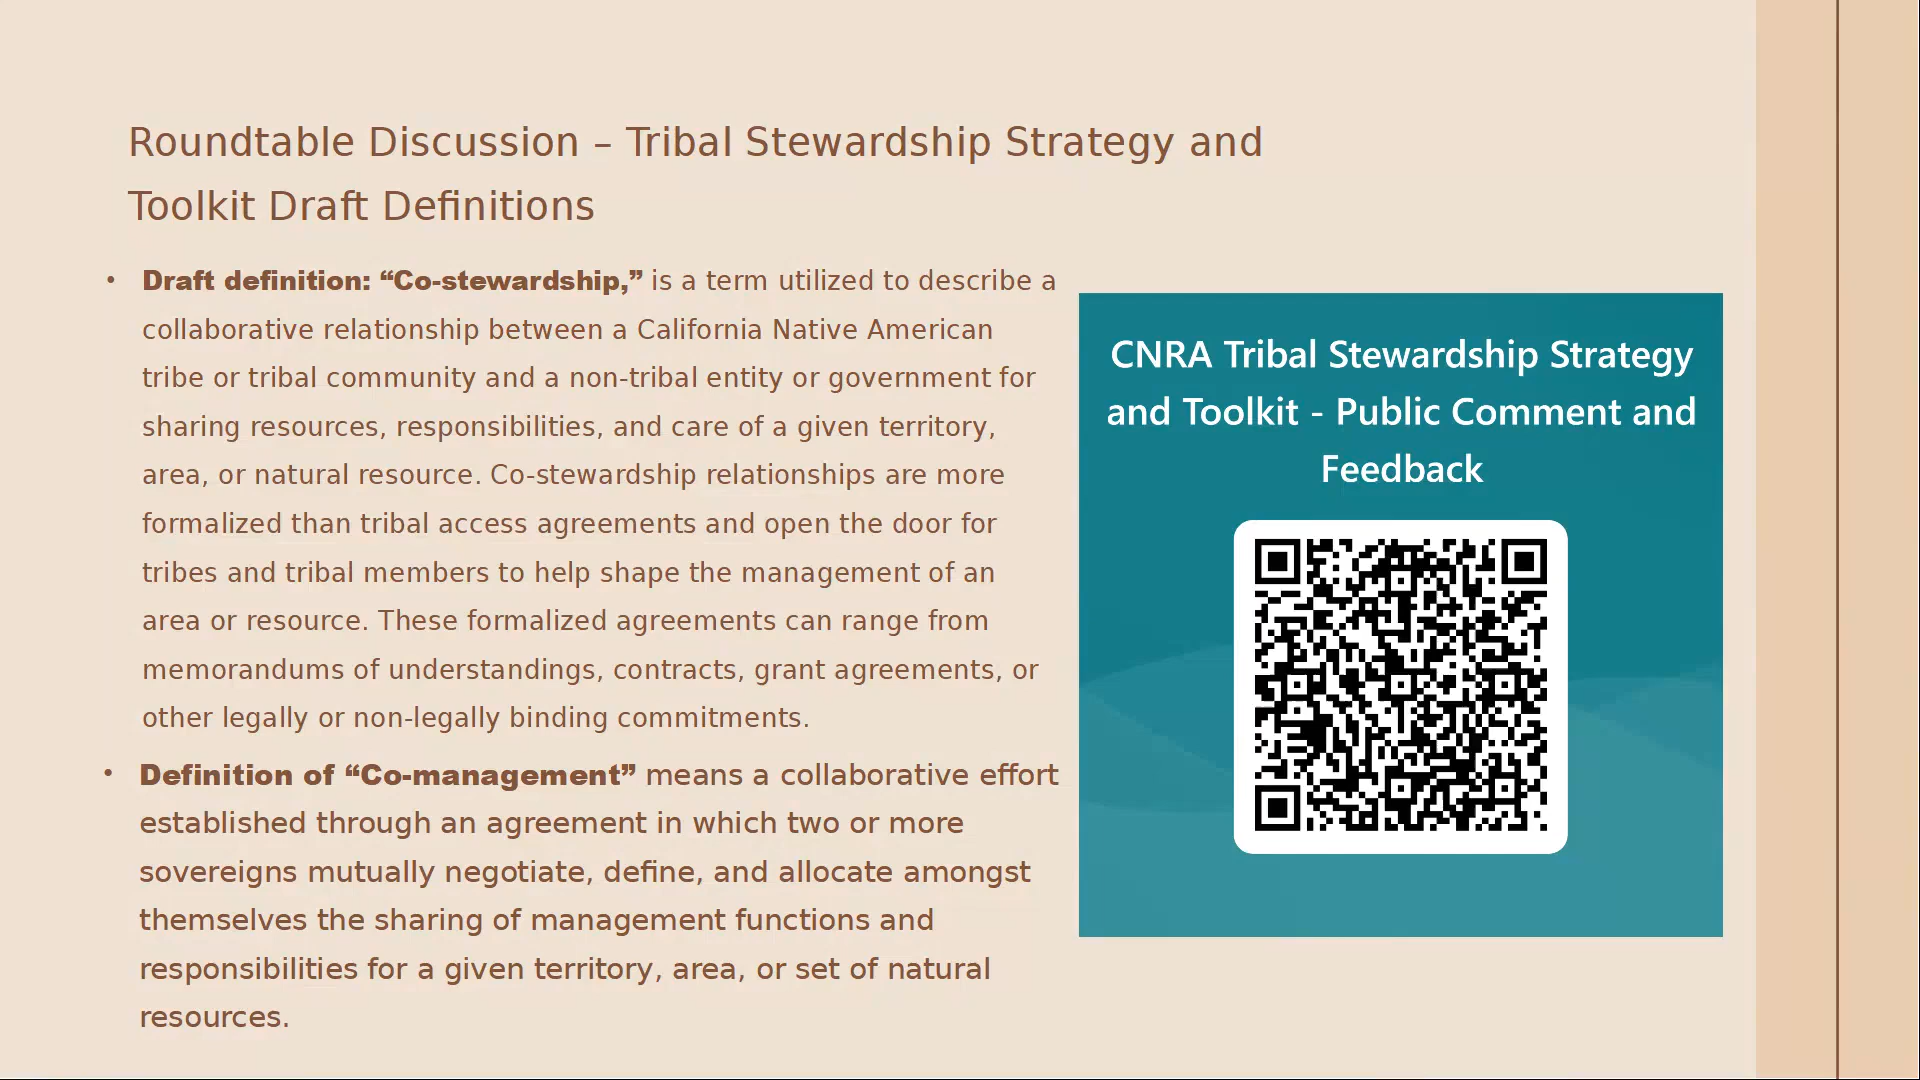 Roundtable Discussion – Tribal Stewardship Strategy and
Toolkit Draft Definitions
• Draft definition: “Co-stewardship,” is a term utilized to describe a
collaborative relationship between a California Native American
tribe or tribal community and a non-tribal entity or government for
sharing resources, responsibilities, and care of a given territory,
area, or natural resource. Co-stewardship relationships are more
formalized than tribal access agreements and open the door for
tribes and tribal members to help shape the management of an
area or resource. These formalized agreements can range from
memorandums of understandings, contracts, grant agreements, or
other legally or non-legally binding commitments.
• Definition of “Co-management” means a collaborative effort
established through an agreement in which two or more
sovereigns mutually negotiate, define, and allocate amongst
themselves the sharing of management functions and
responsibilities for a given territory, area, or set of natural
resources.
CNRA Tribal Stewardship Strategy
and Toolkit - Public Comment and
Feedback